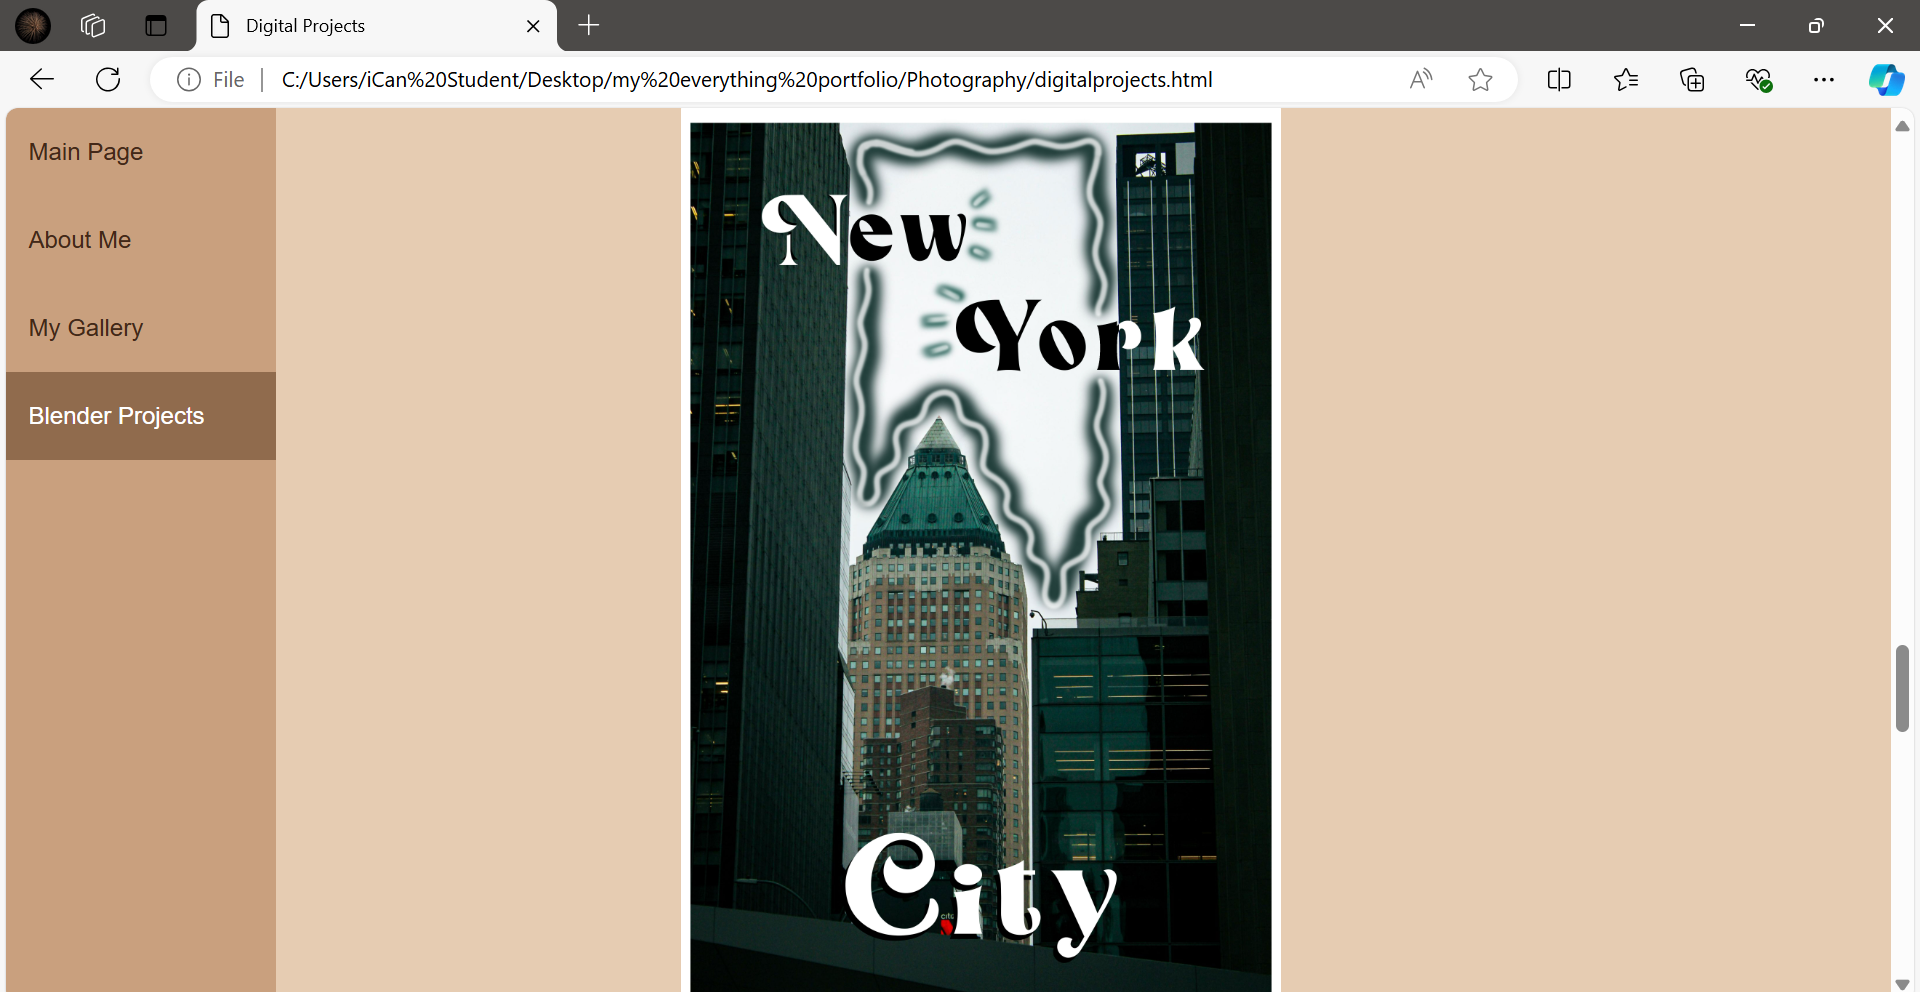 Digital Projects
File
C:/Users/iCan%20Student/Desktop/my%20everything%20portfolio/Photography/digitalprojects.html
Main Page
About Me
My Gallery
Blender Projects
New
York
City